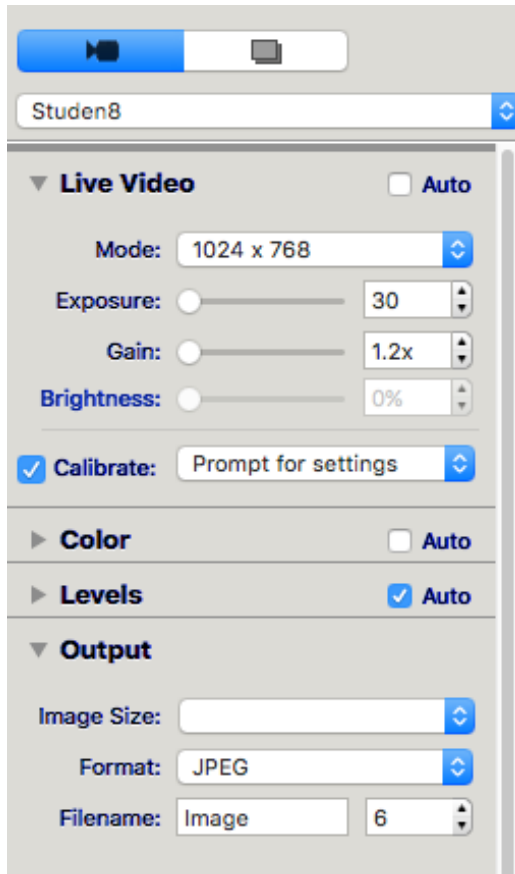 Studen8
Live Video Auto
Mode: 1024 x 768
Exposure: 30
Gain: 1.2x
Brightness: 0%
Calibrate: Prompt for settings
Color Auto
Levels Auto
Output
Image Size:
Format: JPEG
Filename: Image 6